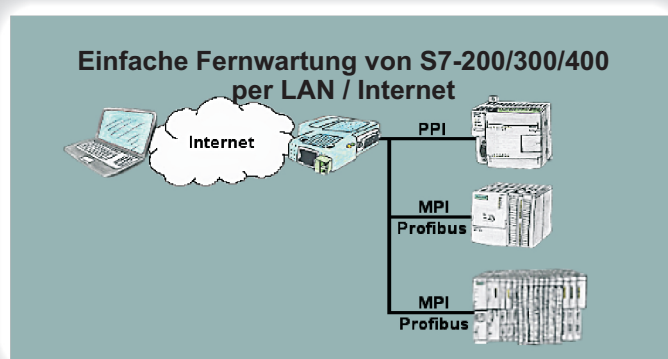 Einfache Fernwartung von S7-200/300/400
per LAN / Internet
Internet
PPI
MPI
Profibus
MPI
Profibus